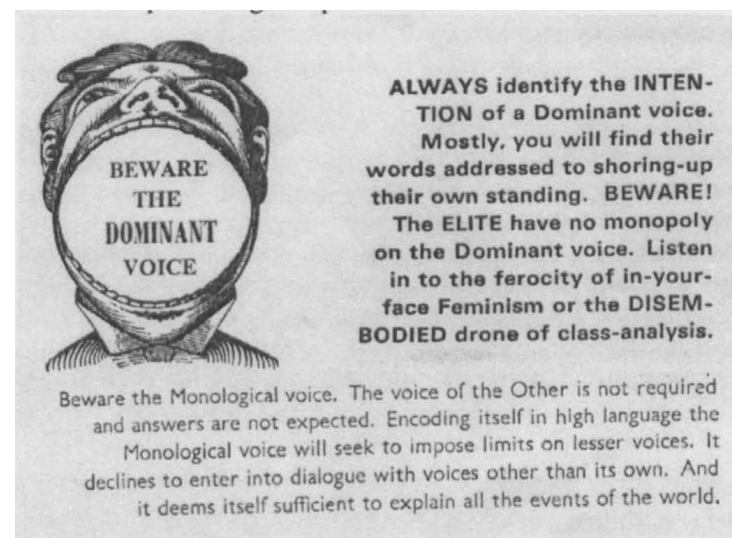 BEWARE
THE
DOMINANT
VOICE
ALWAYS identify the INTEN-
TION of a Dominant voice.
Mostly, you will find their
words addressed to shoring-up
their own standing. BEWARE!
The ELITE have no monopoly
on the Dominant voice. Listen
in to the ferocity of in-your-
face Feminism or the DISEM-
BODIED drone of class-analysis.
Beware the Monological voice. The voice of the Other is not required
and answers are not expected. Encoding itself in high language the
Monological voice will seek to impose limits on lesser voices. It
declines to enter into dialogue with voices other than its own. And
it deems itself sufficient to explain all the events of the world.